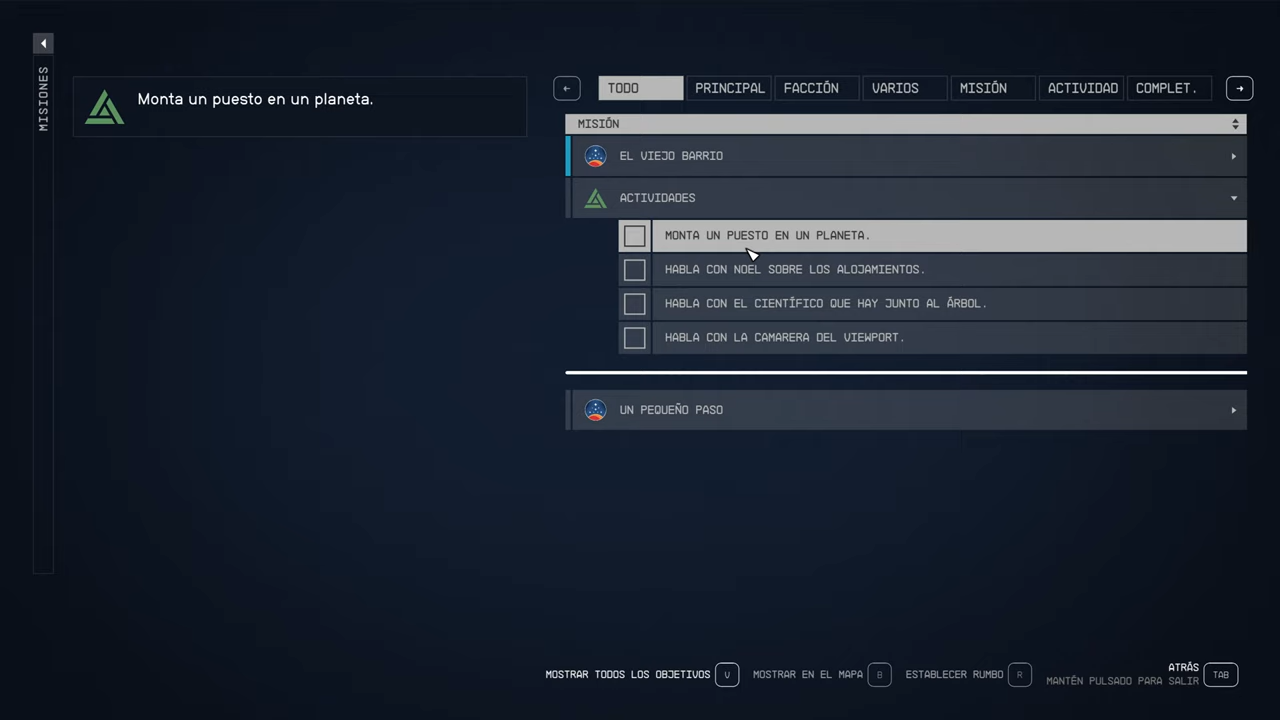 MISIONES
Monta un puesto en un planeta.
TODO
PRINCIPAL
FACCIÓN
VARIOS
MISIÓN
ACTIVIDAD
COMPLET.
MISIÓN
EL VIEJO BARRIO
ACTIVIDADES
MONTA UN PUESTO EN UN PLANETA.
HABLA CON NOEL SOBRE LOS ALOJAMIENTOS.
HABLA CON EL CIENTÍFICO QUE HAY JUNTO AL ÁRBOL.
HABLA CON LA CAMARERA DEL VIEWPORT.
UN PEQUEÑO PASO
MOSTRAR TODOS LOS OBJETIVOS V
MOSTRAR EN EL MAPA B
ESTABLECER RUMBO R
ATRÁS TAB
MANTÉN PULSADO PARA SALIR